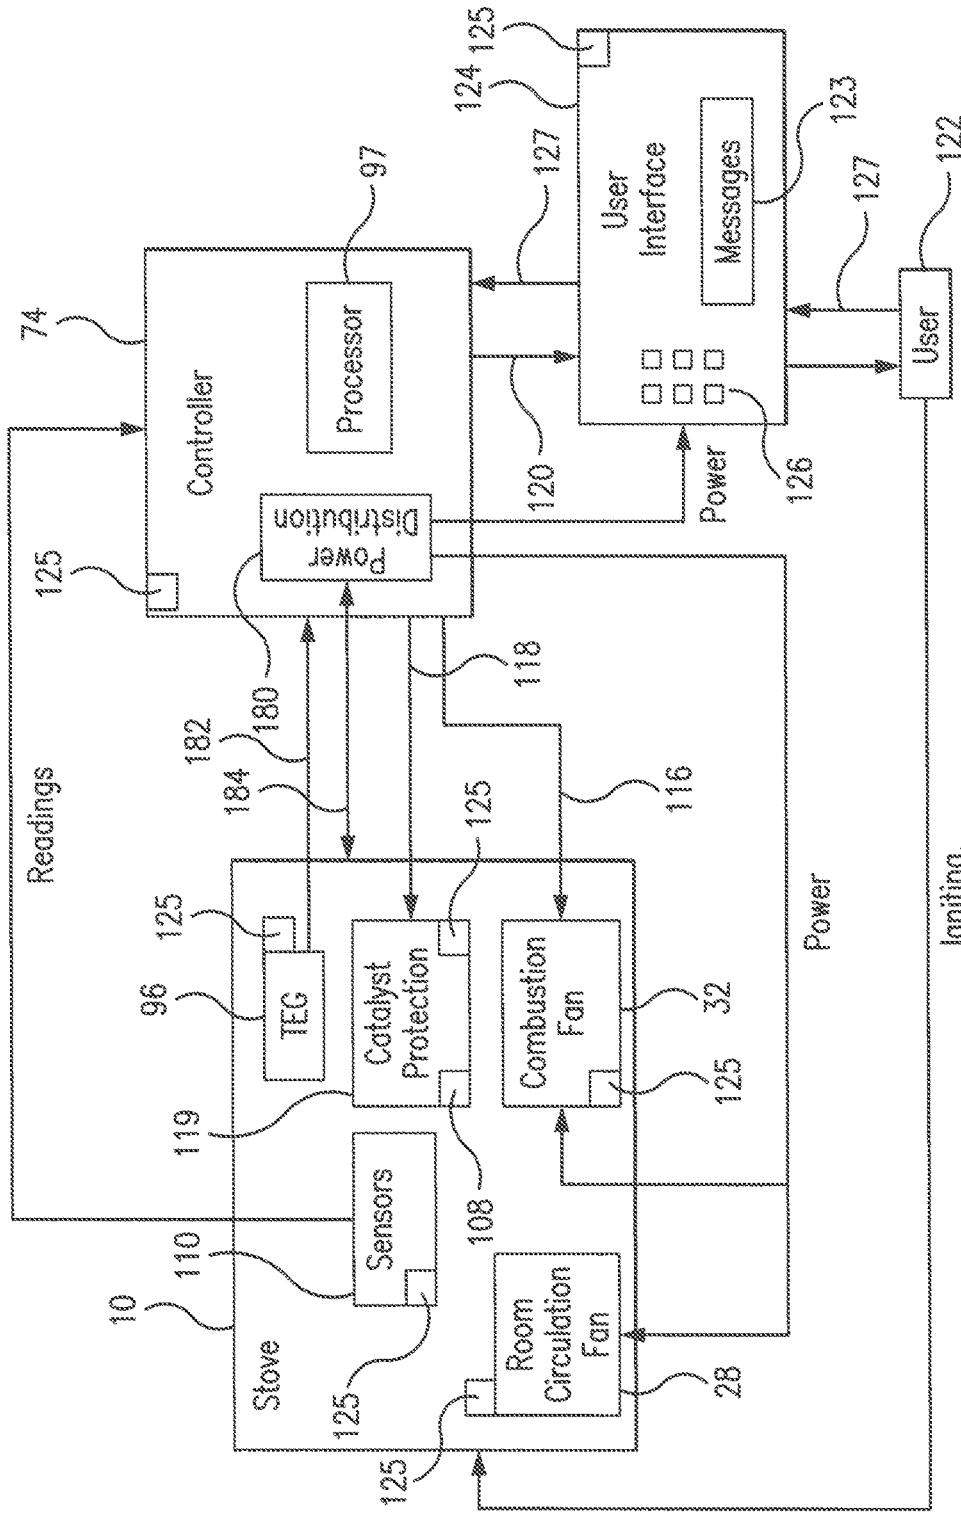 Readings
125
74
10
96
125
110
119
182
Controller
184
180
Stove
TEG
Power
Distribution
Processor
97
Sensors
Catalyst
Protection
125
125
108
125
124
125
Room
Circulation
Fan
Combustion
Fan
118
120
127
User
Interface
116
28
125
32
Power
Messages
126
Power
123
127
User
122
Igniting,